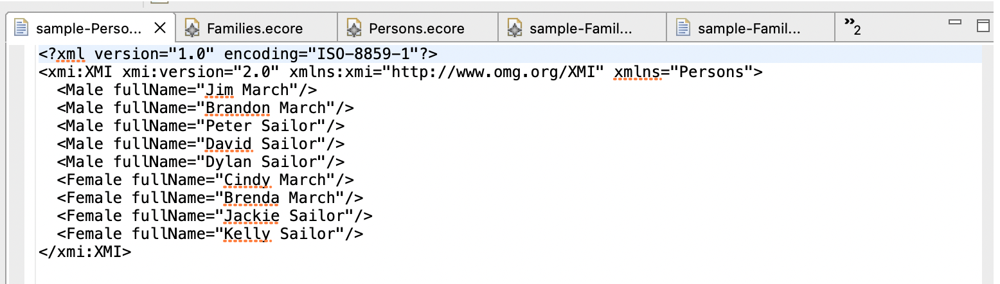 sample-Perso... Families.ecore Persons.ecore sample-Famil... sample-Famil... »2
<?xml version="1.0" encoding="ISO-8859-1"?>
<xmi:XMI xmi:version="2.0" xmlns:xmi="http://www.omg.org/XMI" xmlns="Persons">
  <Male fullName="Jim March"/>
  <Male fullName="Brandon March"/>
  <Male fullName="Peter Sailor"/>
  <Male fullName="David Sailor"/>
  <Male fullName="Dylan Sailor"/>
  <Female fullName="Cindy March"/>
  <Female fullName="Brenda March"/>
  <Female fullName="Jackie Sailor"/>
  <Female fullName="Kelly Sailor"/>
</xmi:XMI>